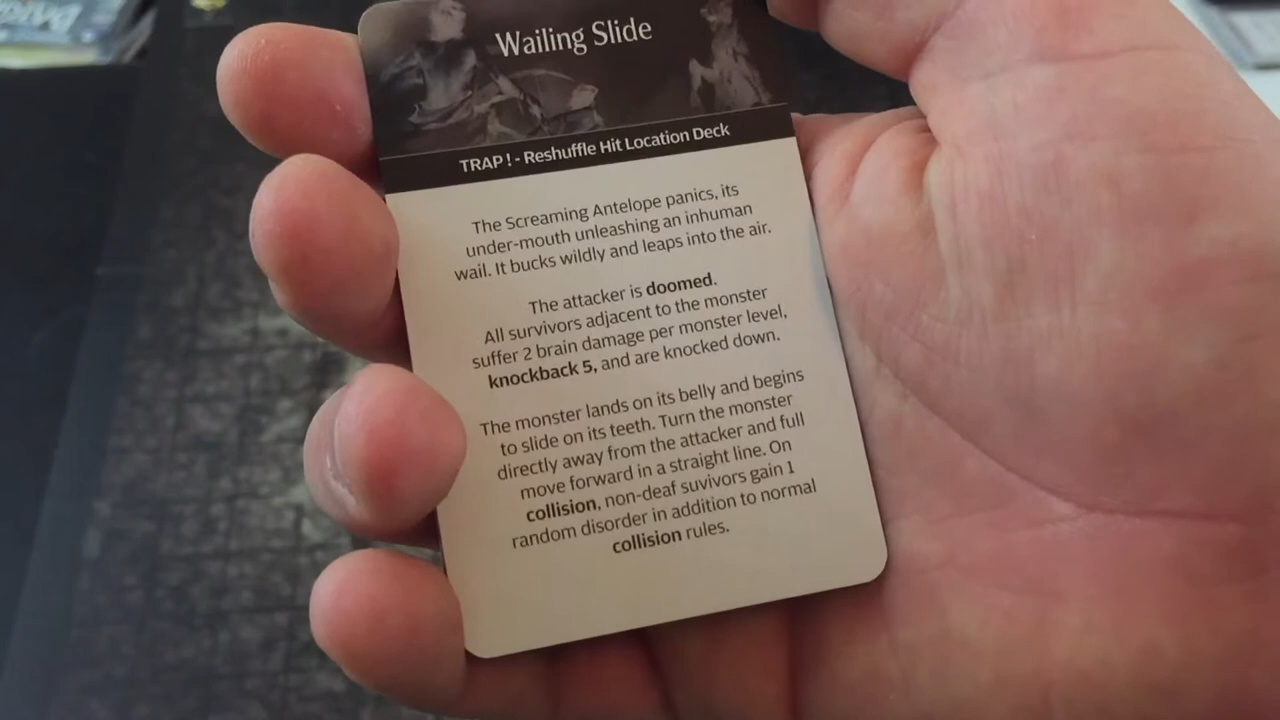 Wailing Slide
TRAP! - Reshuffle Hit Location Deck
The Screaming Antelope panics, its
under-mouth unleashing an inhuman
wail. It bucks wildly and leaps into the air.
The attacker is doomed.
All survivors adjacent to the monster
suffer 2 brain damage per monster level,
knockback 5, and are knocked down.
The monster lands on its belly and begins
to slide on its teeth. Turn the monster
directly away from the attacker and full
move forward in a straight line. On
collision, non-deaf suvivors gain 1
random disorder in addition to normal
collision rules.